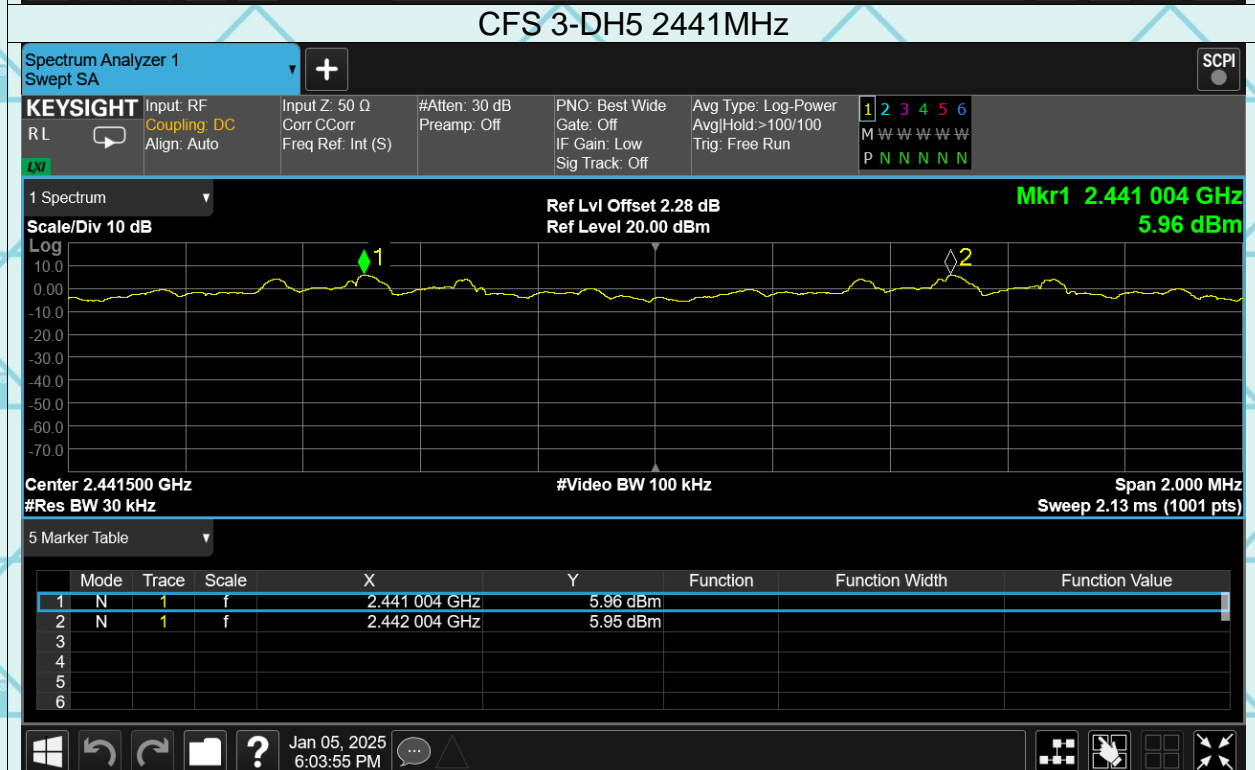 CFS 3-DH5 2441MHz
Spectrum Analyzer 1
Swept SA
+
SCPI
KEYSIGHT Input: RF Input Z: 50 Ω #Atten: 30 dB PNO: Best Wide Avg Type: Log-Power 1 2 3 4 5 6
RL Coupling: DC Corr CCorr Preamp: Off Gate: Off Avg|Hold:>100/100 M W W W W W W
Align: Auto Freq Ref: Int (S) IF Gain: Low Trig: Free Run P N N N N N N
LXI Sig Track: Off
1 Spectrum
Ref Lvl Offset 2.28 dB Mkr1 2.441 004 GHz
Scale/Div 10 dB Ref Level 20.00 dBm 5.96 dBm
Log
1 2
10.0
0.00
-10.0
-20.0
-30.0
-40.0
-50.0
-60.0
-70.0
Center 2.441500 GHz #Video BW 100 kHz Span 2.000 MHz
#Res BW 30 kHz Sweep 2.13 ms (1001 pts)
5 Marker Table
Mode Trace Scale X Y Function Function Width Function Value
1 N 1 f 2.441 004 GHz 5.96 dBm
2 N 1 f 2.442 004 GHz 5.95 dBm
3
4
5
6
? Jan 05, 2025
6:03:55 PM